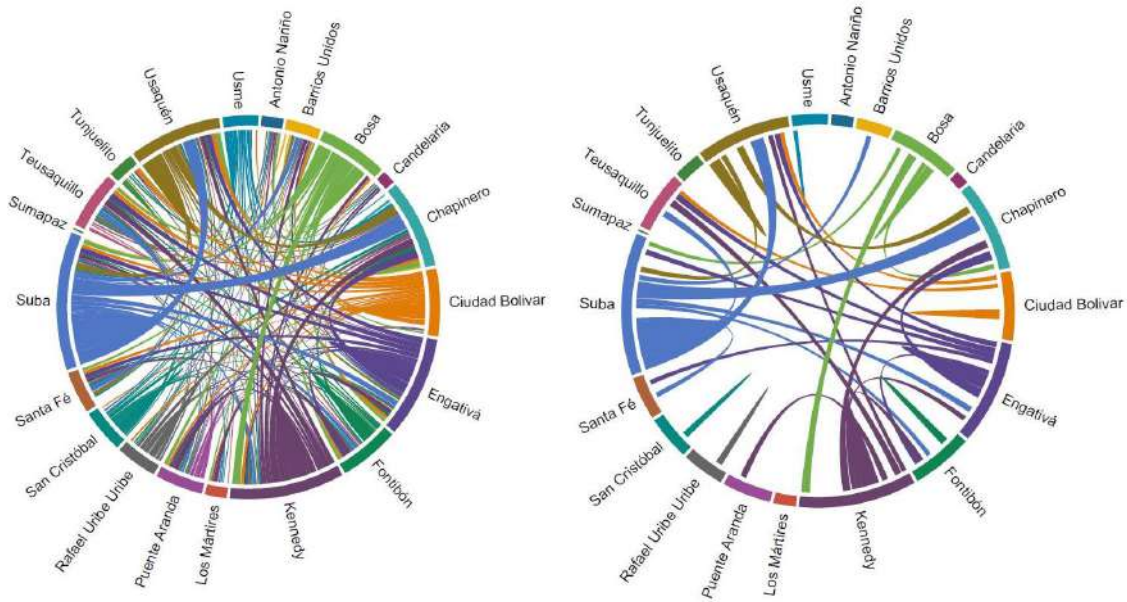 Usme
Antonio Nariño
Barrios Unidos
Bosa
Candelaria
Chapinero
Ciudad Bolivar
Engativá
Fontibón
Kennedy
Los Mártires
Puente Aranda
Rafael Uribe Uribe
San Cristóbal
Santa Fé
Suba
Sumapaz
Teusaquillo
Tunjuelito
Usaquén
Usme
Antonio Nariño
Barrios Unidos
Bosa
Candelaria
Chapinero
Ciudad Bolivar
Engativá
Fontibón
Kennedy
Los Mártires
Puente Aranda
Rafael Uribe Uribe
San Cristóbal
Santa Fé
Suba
Sumapaz
Teusaquillo
Tunjuelito
Usaquén